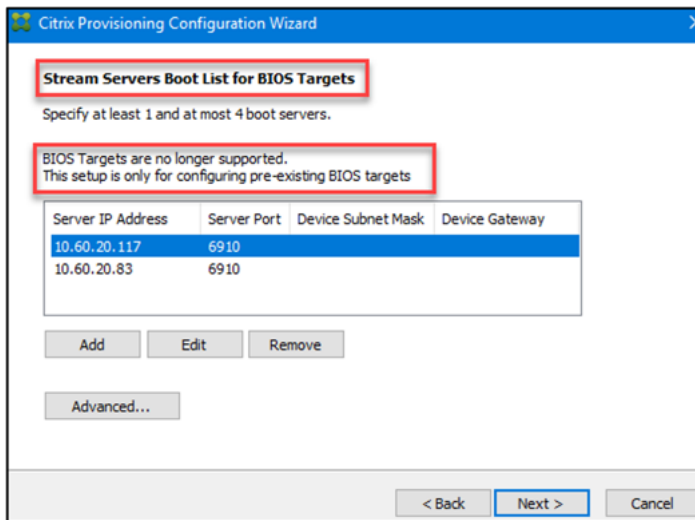 Citrix Provisioning Configuration Wizard
Stream Servers Boot List for BIOS Targets
Specify at least 1 and at most 4 boot servers.
BIOS Targets are no longer supported.
This setup is only for configuring pre-existing BIOS targets
Server IP Address Server Port Device Subnet Mask Device Gateway
10.60.20.117 6910
10.60.20.83 6910
Add Edit Remove
Advanced...
< Back Next > Cancel